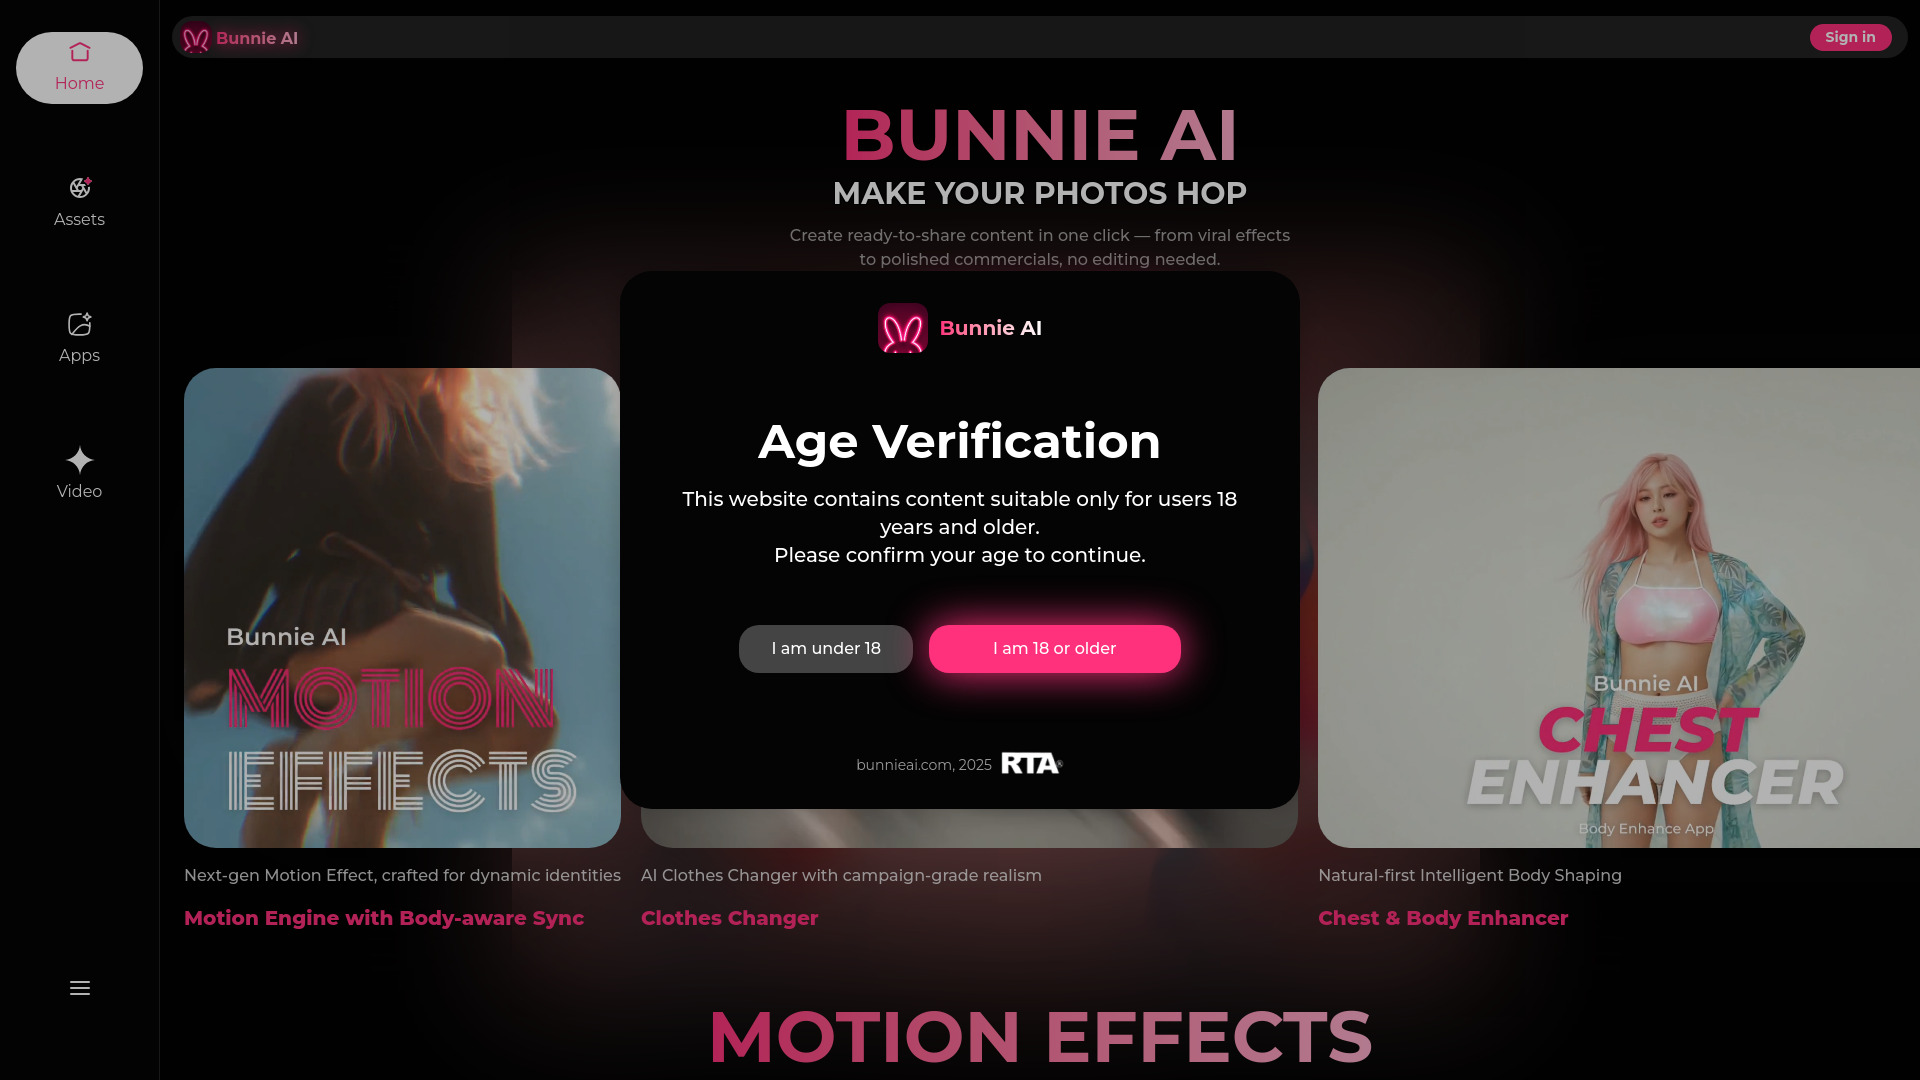 Home
Assets
Apps
Video
Bunnie AI
Sign in
BUNNIE AI
MAKE YOUR PHOTOS HOP
Create ready-to-share content in one click — from viral effects
to polished commercials, no editing needed.
Bunnie AI
Age Verification
This website contains content suitable only for users 18
years and older.
Please confirm your age to continue.
I am under 18
I am 18 or older
bunnieai.com, 2025 RTA®
Bunnie AI
MOTION
EFFECTS
Bunnie AI
CHEST
ENHANCER
Body Enhance App
Next-gen Motion Effect, crafted for dynamic identities
Motion Engine with Body-aware Sync
AI Clothes Changer with campaign-grade realism
Clothes Changer
Natural-first Intelligent Body Shaping
Chest & Body Enhancer
MOTION EFFECTS